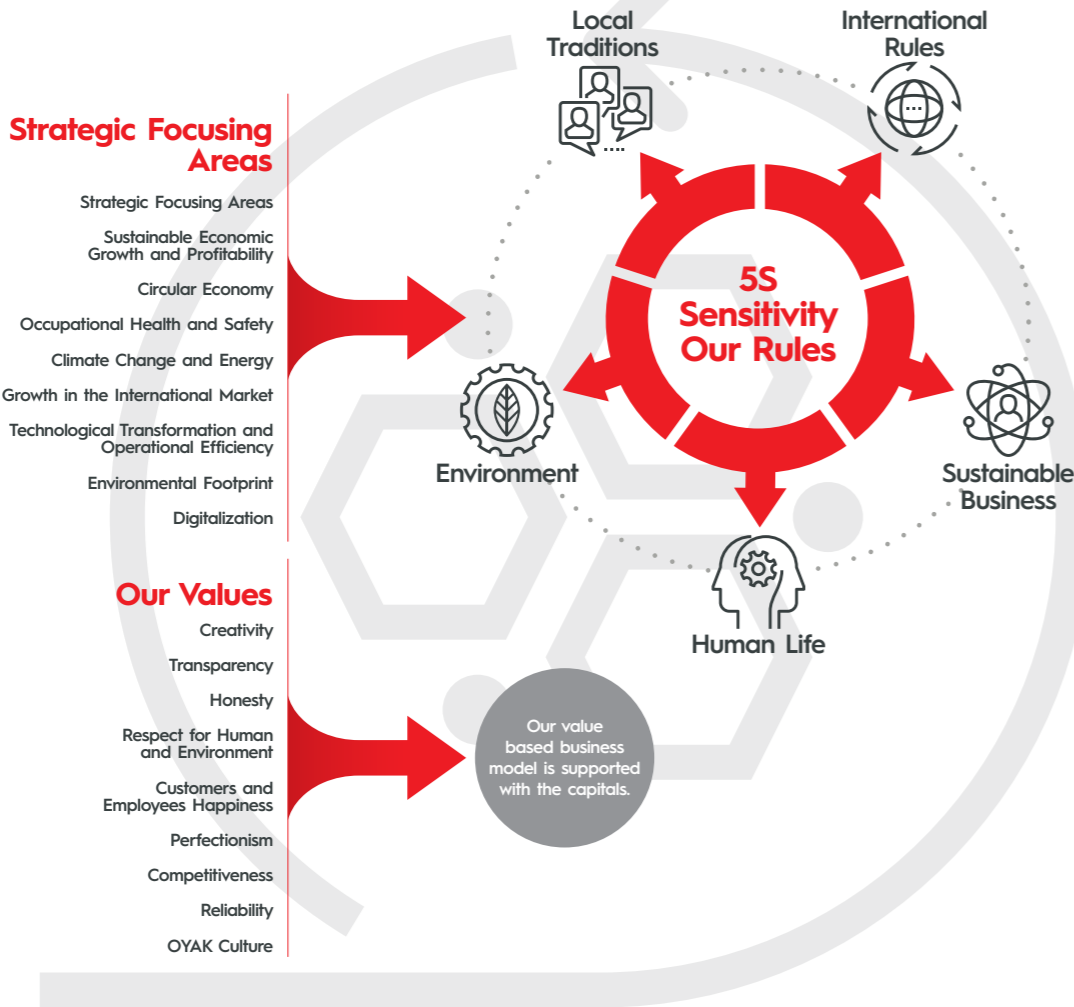 Strategic Focusing
Areas
Strategic Focusing Areas
Sustainable Economic
Growth and Profitability
Circular Economy
Occupational Health and Safety
Climate Change and Energy
Growth in the International Market
Technological Transformation and
Operational Efficiency
Environmental Footprint
Digitalization
Our Values
Creativity
Transparency
Honesty
Respect for Human
and Environment
Customers and
Employees Happiness
Perfectionism
Competitiveness
Reliability
OYAK Culture
Local
Traditions
International
Rules
5S
Sensitivity
Our Rules
Environment
Sustainable
Business
Human Life
Our value
based business
model is supported
with the capitals.